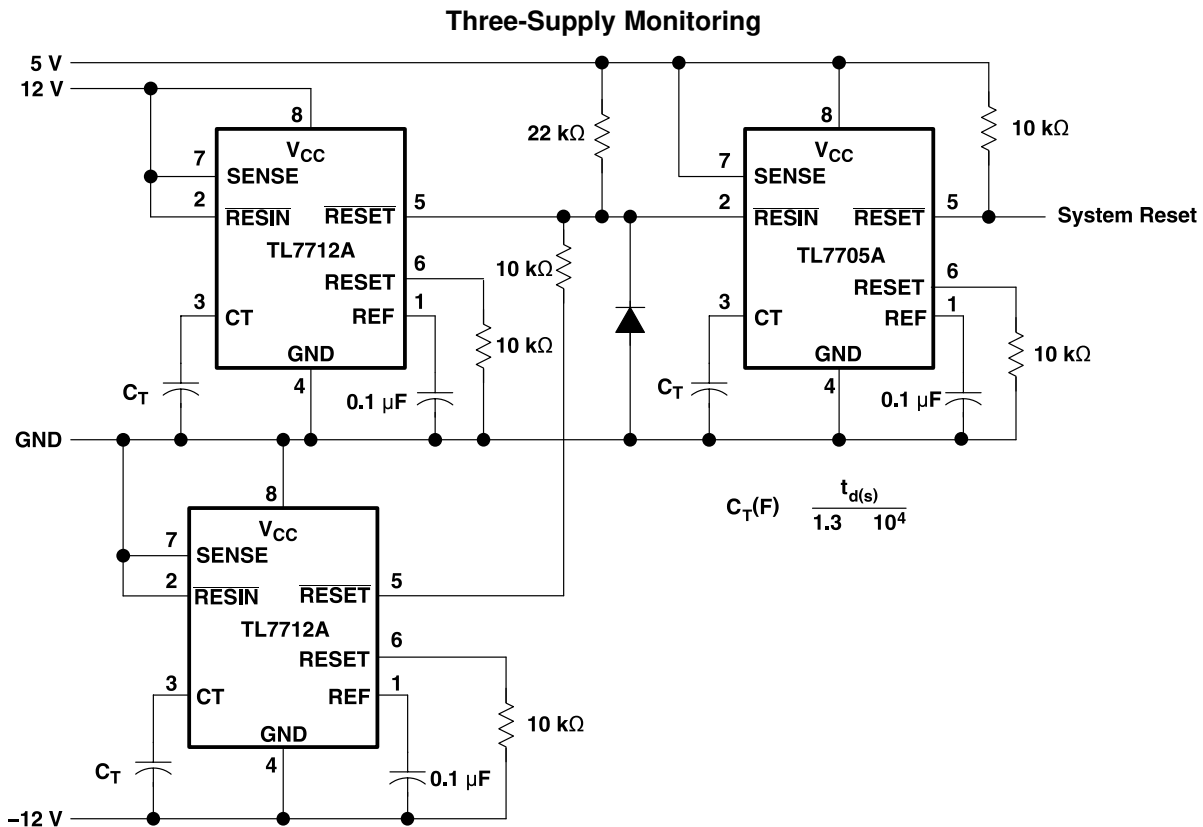 Three-Supply Monitoring
5 V
12 V
8
VCC
7
SENSE
2
RESIN
RESET
5
TL7712A
RESET
6
3
CT
REF
1
GND
4
CT
0.1 μF
10 kΩ
22 kΩ
10 kΩ
8
VCC
7
SENSE
2
RESIN
RESET
5
TL7705A
RESET
6
3
CT
REF
1
GND
4
CT
0.1 μF
10 kΩ
10 kΩ
System Reset
GND
8
VCC
7
SENSE
2
RESIN
RESET
5
TL7712A
RESET
6
3
CT
REF
1
GND
4
CT
0.1 μF
10 kΩ
–12 V
CT(F) td(s)
1.3 10⁴